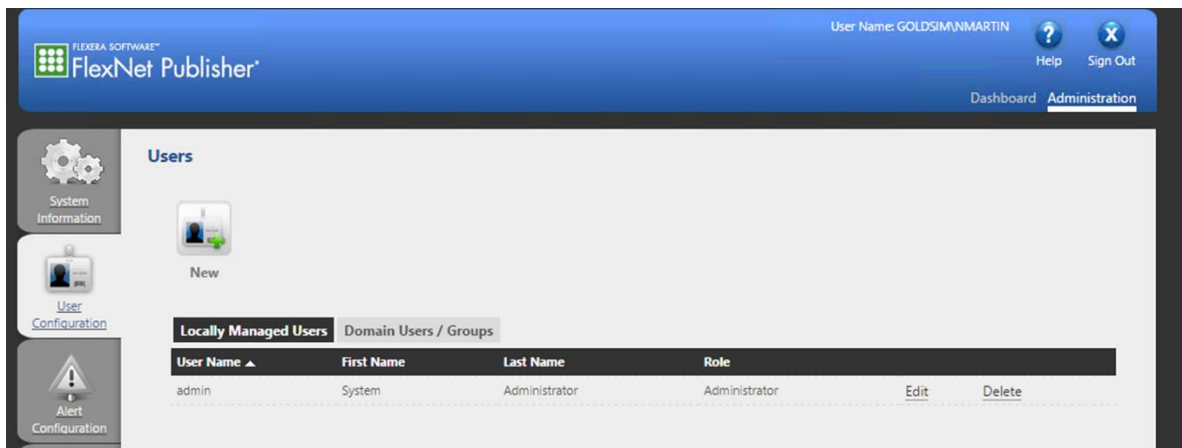 User Name: GOLDSIM\NMARTIN
FLEXERA SOFTWARE™
FlexNet Publisher®
Help Sign Out
Dashboard Administration
System
Information
Users
New
User
Configuration
Locally Managed Users Domain Users / Groups
User Name ▲ First Name Last Name Role
admin System Administrator Administrator Edit Delete
Alert
Configuration